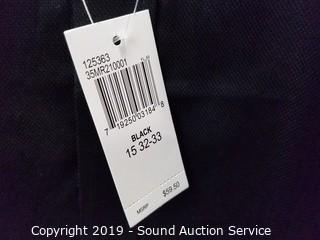 125363
35MR210001
7 19250 03184 8
BLACK
15 32-33
MSRP $59.50
Copyright 2019 - Sound Auction Service